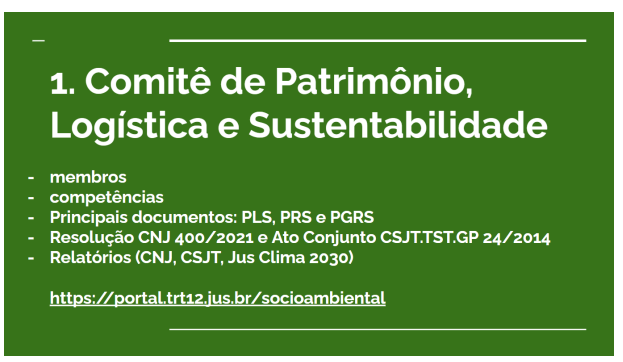 1. Comitê de Patrimônio,
Logística e Sustentabilidade
- membros
- competências
- Principais documentos: PLS, PRS e PGRS
- Resolução CNJ 400/2021 e Ato Conjunto CSJT.TST.GP 24/2014
- Relatórios (CNJ, CSJT, Jus Clima 2030)
https://portal.trt12.jus.br/socioambiental